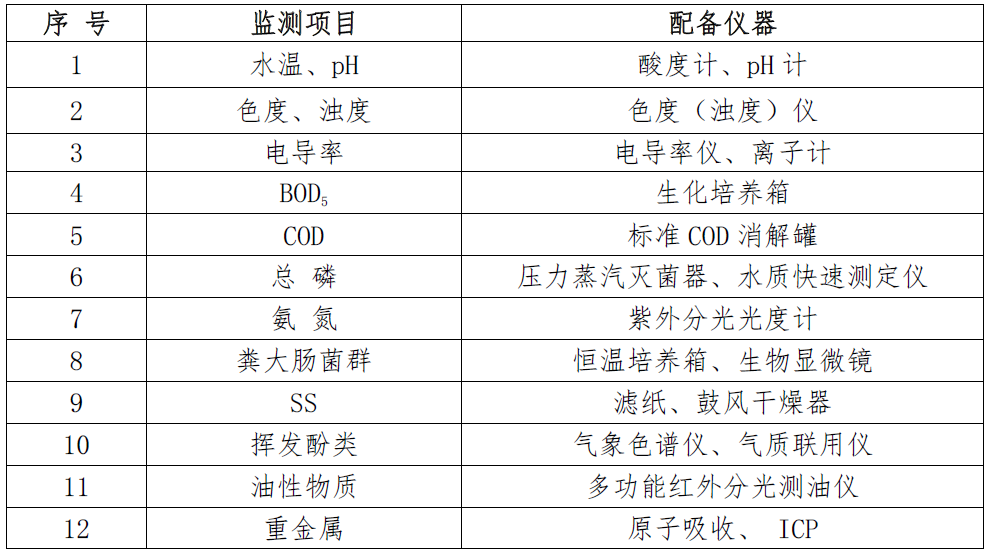 序 号 监测项目 配备仪器
1 水温、pH 酸度计、pH 计
2 色度、浊度 色度（浊度）仪
3 电导率 电导率仪、离子计
4 BOD₅ 生化培养箱
5 COD 标准 COD 消解罐
6 总 磷 压力蒸汽灭菌器、水质快速测定仪
7 氨 氮 紫外分光光度计
8 粪大肠菌群 恒温培养箱、生物显微镜
9 SS 滤纸、鼓风干燥器
10 挥发酚类 气象色谱仪、气质联用仪
11 油性物质 多功能红外分光测油仪
12 重金属 原子吸收、 ICP